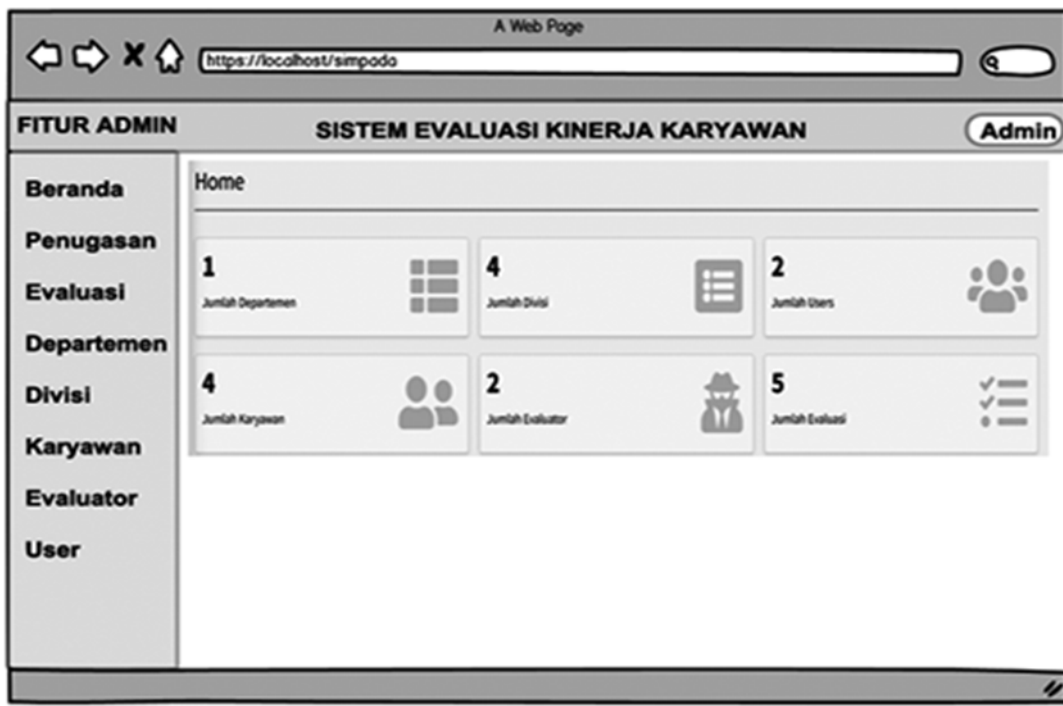 A Web Page
https://localhost/simpada
FITUR ADMIN
SISTEM EVALUASI KINERJA KARYAWAN
Admin
Beranda
Penugasan
Evaluasi
Departemen
Divisi
Karyawan
Evaluator
User
Home
1
Jumlah Departemen
4
Jumlah Divisi
2
Jumlah Users
4
Jumlah Karyawan
2
Jumlah Evaluator
5
Jumlah Evaluasi